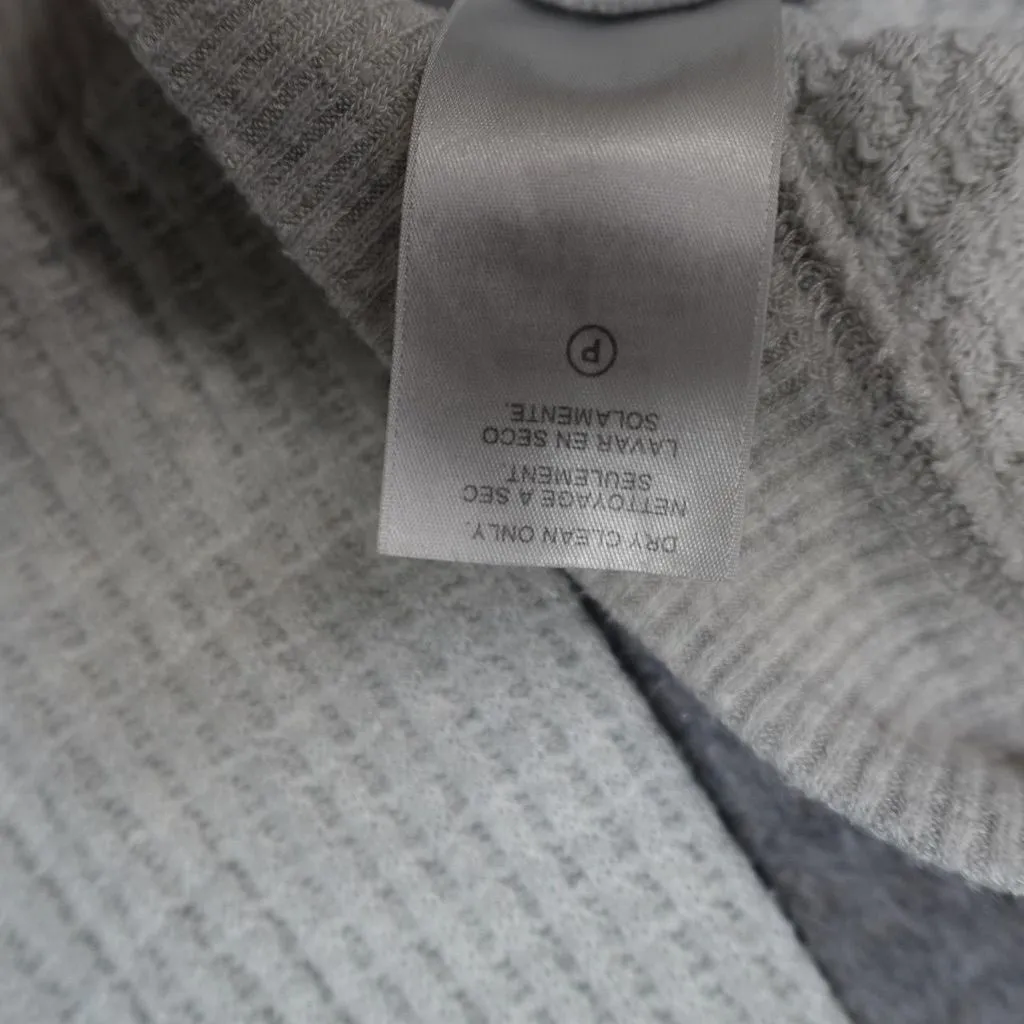 DRY CLEAN ONLY.
NETTOYAGE A SEC
SEULEMENT
LAVAR EN SECO
SOLAMENTE.
P